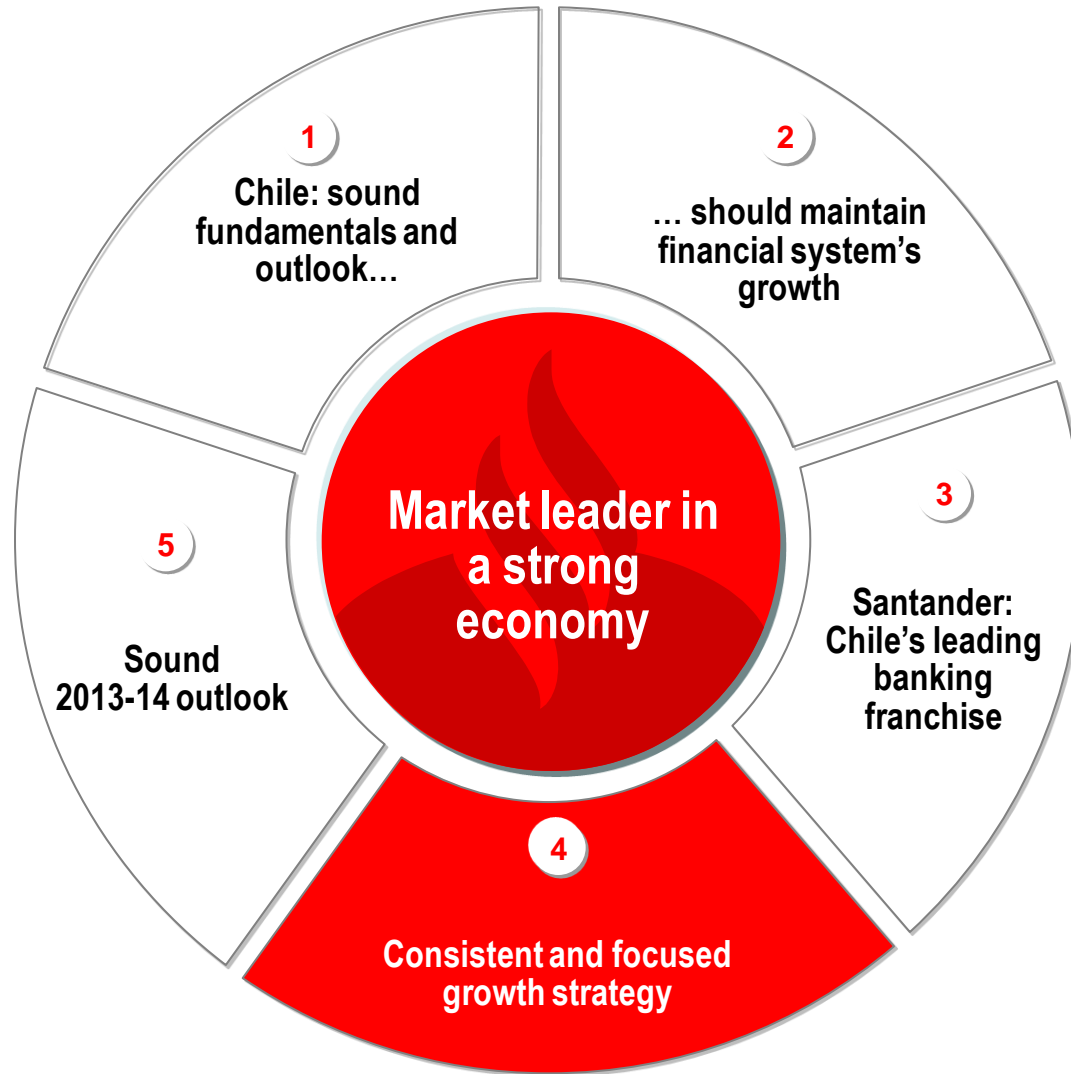 1
Chile: sound
fundamentals and
outlook…
2
… should maintain
financial system’s
growth
3
Santander:
Chile’s leading
banking
franchise
4
Consistent and focused
growth strategy
5
Sound
2013-14 outlook
Market leader in
a strong
economy